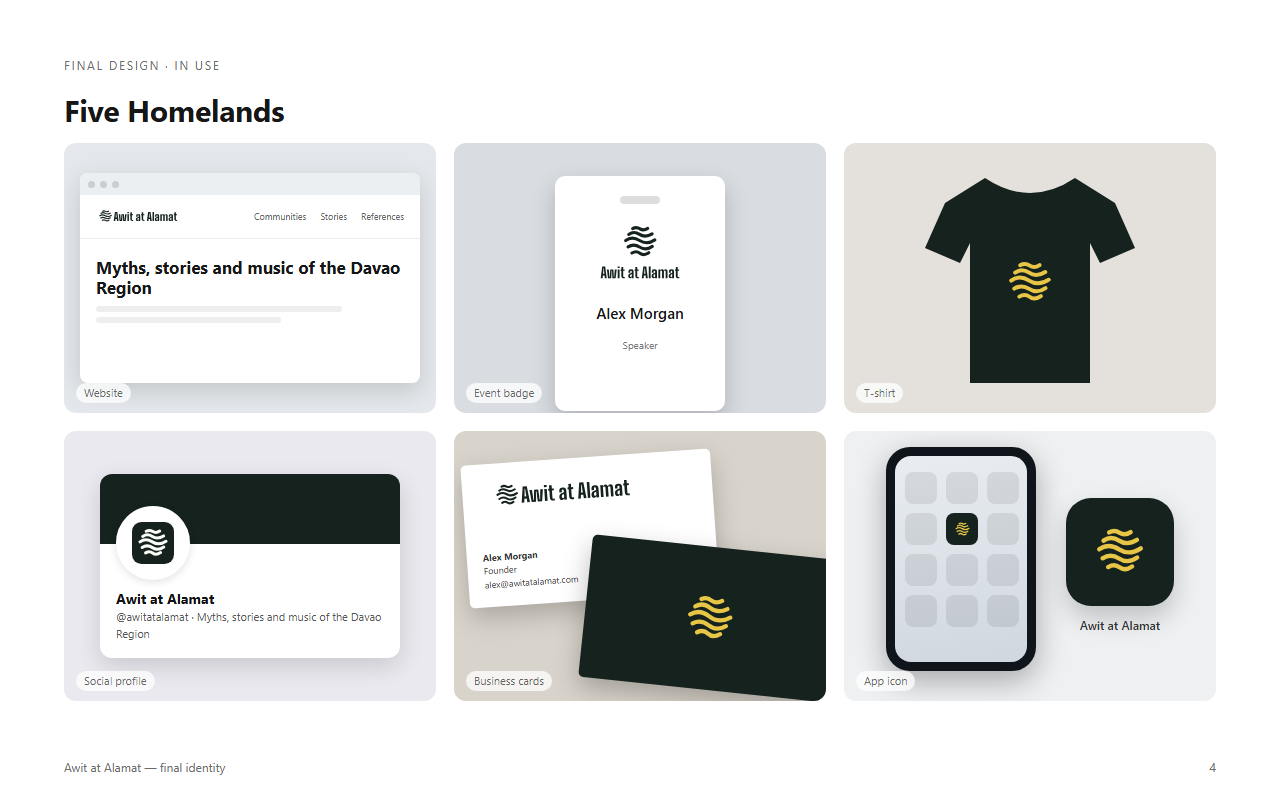 FINAL DESIGN · IN USE
Five Homelands
Awit at Alamat
Communities Stories References
Myths, stories and music of the Davao
Region
Website
Awit at Alamat
Alex Morgan
Speaker
Event badge
T-shirt
Awit at Alamat
@awitatalamat · Myths, stories and music of the Davao
Region
Social profile
Awit at Alamat
Alex Morgan
Founder
alex@awitatalamat.com
Business cards
Awit at Alamat
App icon
Awit at Alamat — final identity
4